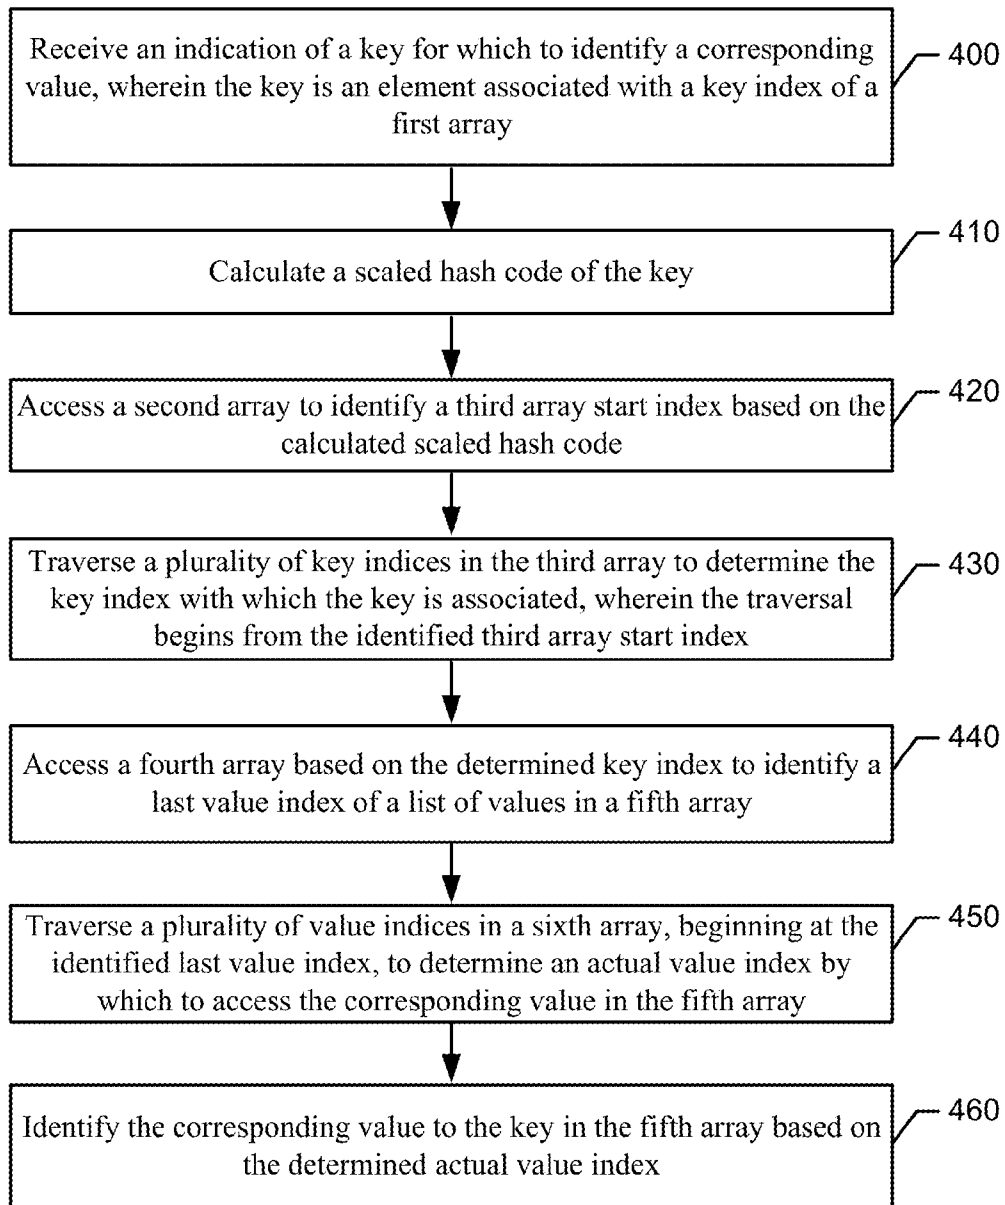 Receive an indication of a key for which to identify a corresponding
value, wherein the key is an element associated with a key index of a
first array
400
Calculate a scaled hash code of the key
410
Access a second array to identify a third array start index based on the
calculated scaled hash code
420
Traverse a plurality of key indices in the third array to determine the
key index with which the key is associated, wherein the traversal
begins from the identified third array start index
430
Access a fourth array based on the determined key index to identify a
last value index of a list of values in a fifth array
440
Traverse a plurality of value indices in a sixth array, beginning at the
identified last value index, to determine an actual value index by
which to access the corresponding value in the fifth array
450
Identify the corresponding value to the key in the fifth array based on
the determined actual value index
460